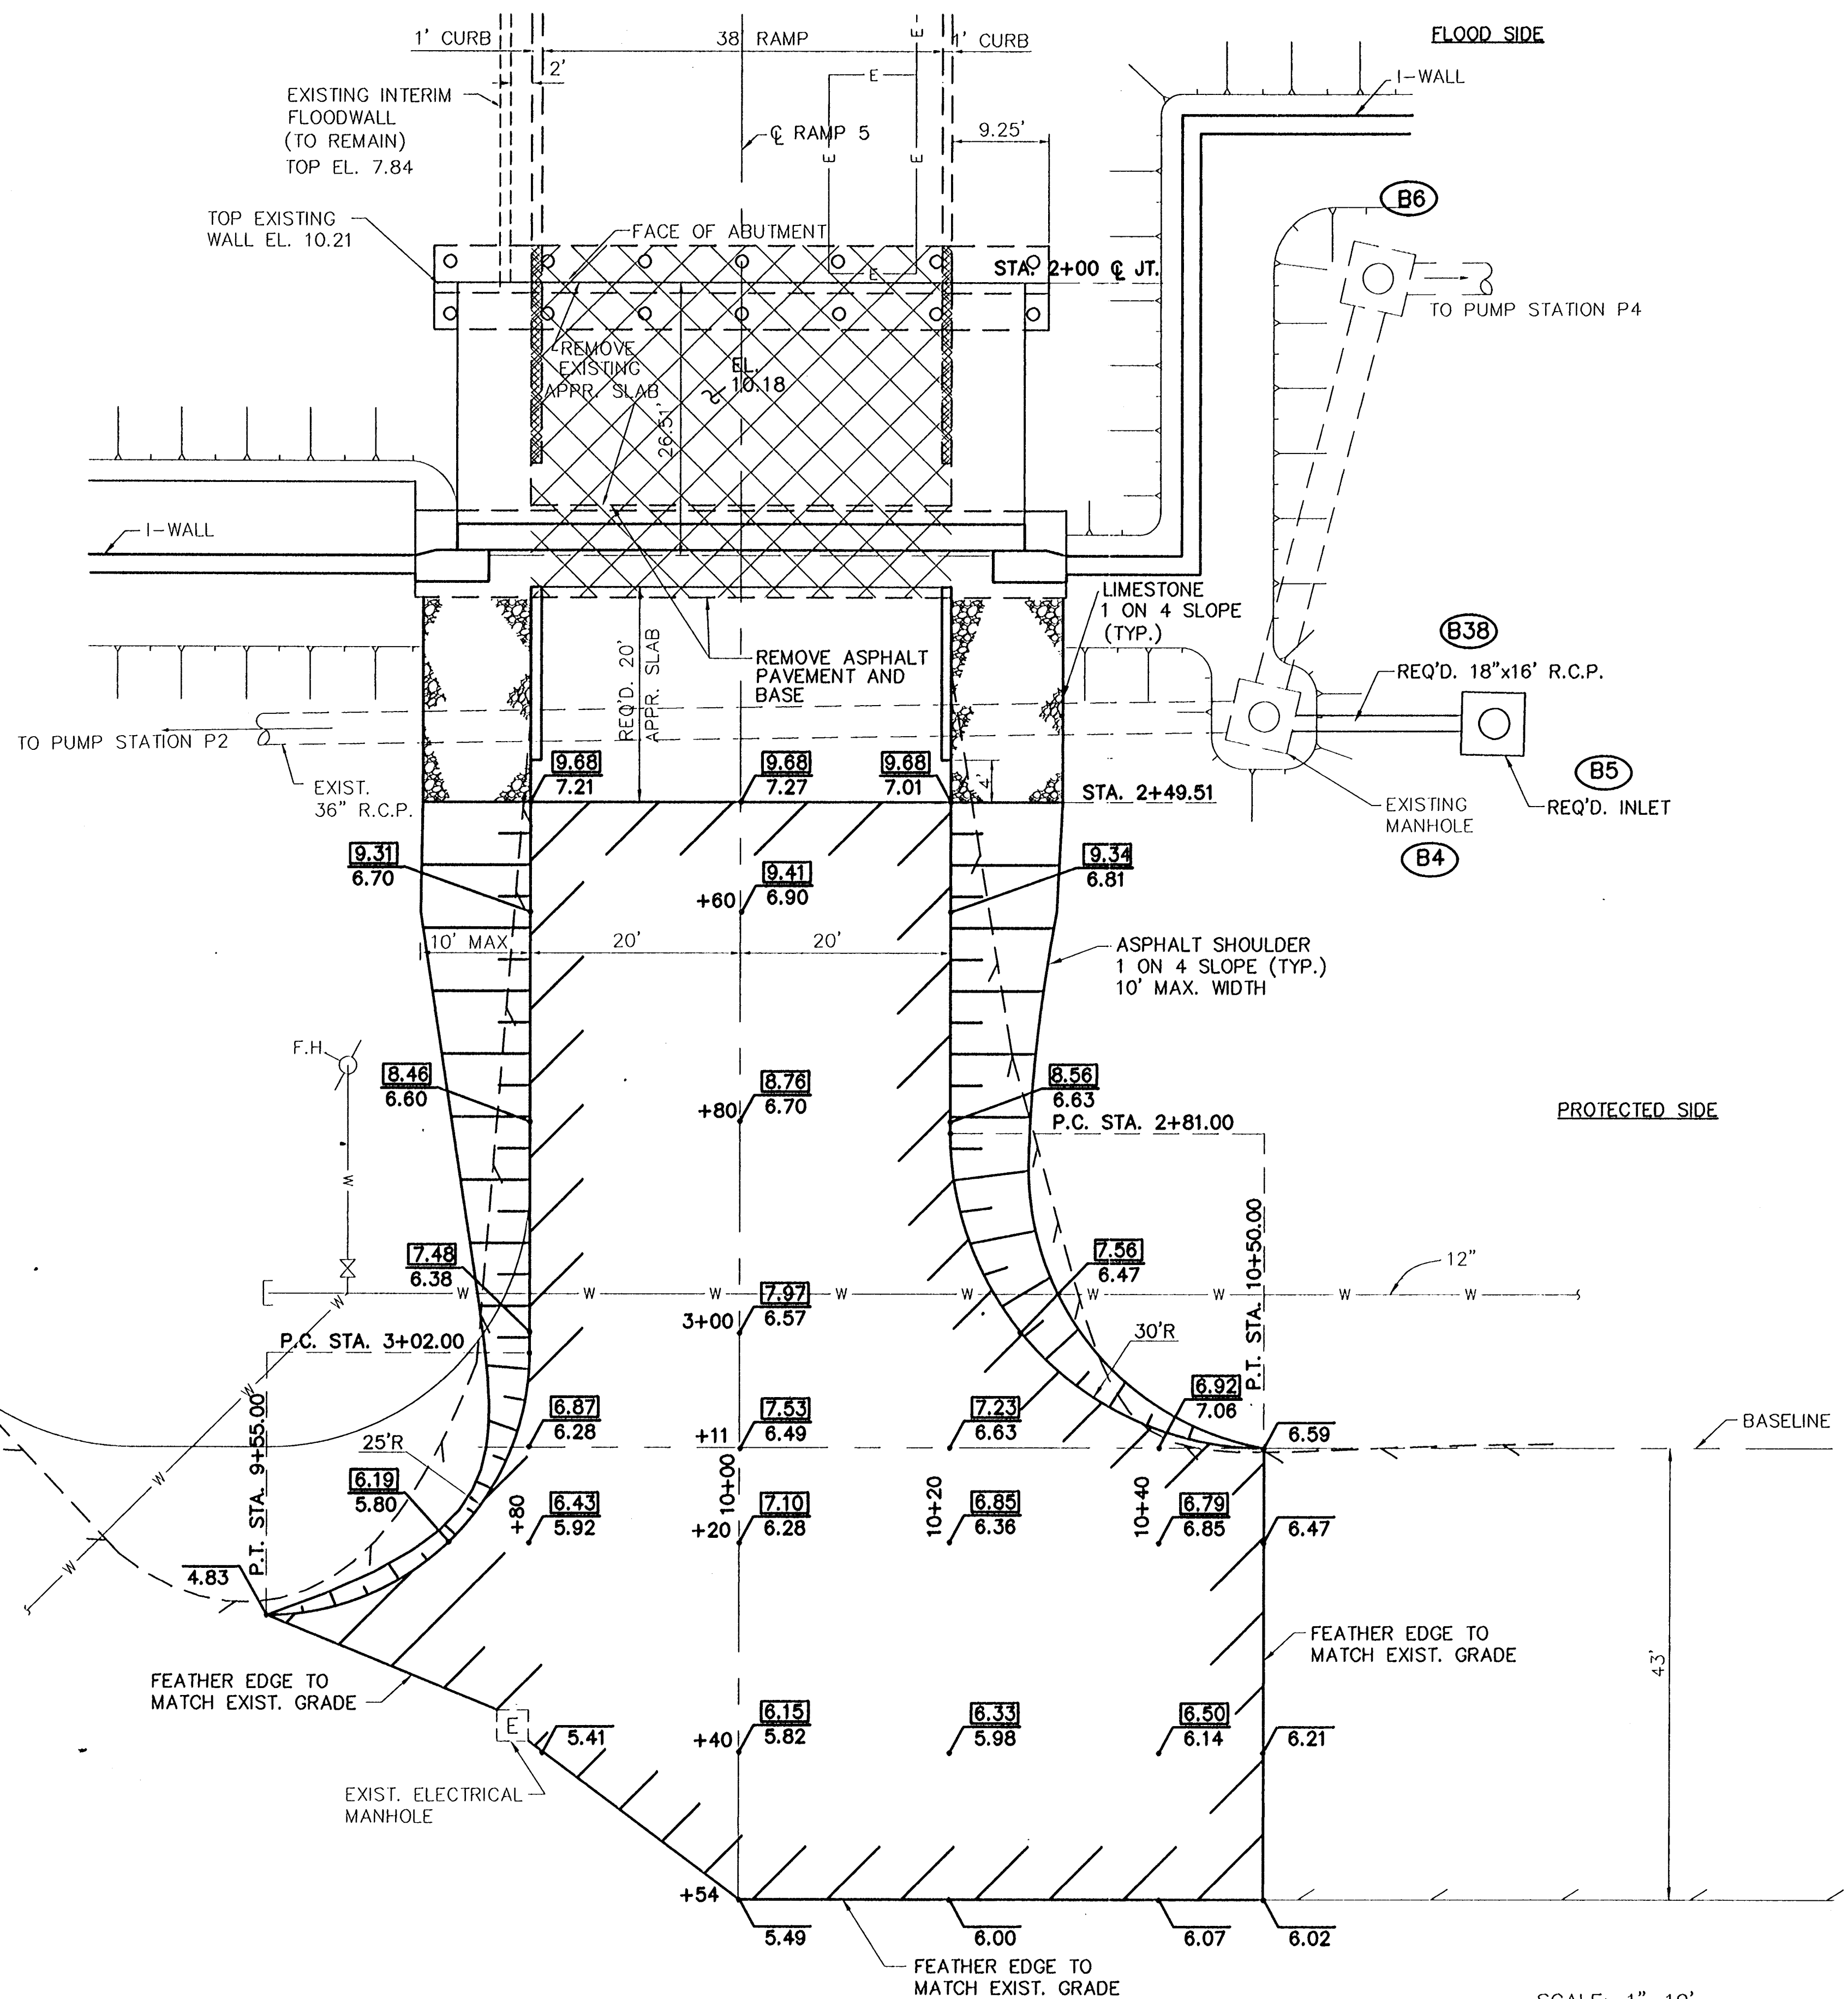 FLOOD SIDE
1' CURB
38' RAMP
1' CURB
2'
E
I-WALL
EXISTING INTERIM
FLOODWALL
(TO REMAIN)
TOP EL. 7.84
E
E
E
℄ RAMP 5
9.25'
B6
TOP EXISTING
WALL EL. 10.21
FACE OF ABUTMENT
E
STA. 2+00 ℄ JT.
TO PUMP STATION P4
REMOVE
EXISTING
APPR. SLAB
EL.
10.18
26.51'
I-WALL
LIMESTONE
1 ON 4 SLOPE
(TYP.)
B38
REQ'D. 18"x16' R.C.P.
REQ'D. 20'
APPR. SLAB
REMOVE ASPHALT
PAVEMENT AND
BASE
TO PUMP STATION P2
EXIST.
36" R.C.P.
9.68
7.21
9.68
7.27
9.68
7.01
4'
STA. 2+49.51
B5
REQ'D. INLET
EXISTING
MANHOLE
B4
9.31
6.70
+60
9.41
6.90
9.34
6.81
10' MAX
20'
20'
ASPHALT SHOULDER
1 ON 4 SLOPE (TYP.)
10' MAX. WIDTH
F.H.
W
8.46
6.60
+80
8.76
6.70
8.56
6.63
P.C. STA. 2+81.00
PROTECTED SIDE
7.48
6.38
3+00
7.97
6.57
7.56
6.47
P.T. STA. 10+50.00
12"
W
W
W
W
W
W
W
W
W
W
W
W
W
P.C. STA. 3+02.00
30'R
P.T. STA. 9+55.00
6.87
6.28
+11
7.53
6.49
7.23
6.63
6.92
7.06
6.59
BASELINE
25'R
6.19
5.80
+80
6.43
5.92
10+00
+20
7.10
6.28
10+20
6.85
6.36
10+40
6.79
6.85
6.47
4.83
FEATHER EDGE TO
MATCH EXIST. GRADE
FEATHER EDGE TO
MATCH EXIST. GRADE
43'
E
5.41
+40
6.15
5.82
6.33
5.98
6.50
6.14
6.21
EXIST. ELECTRICAL
MANHOLE
+54
5.49
6.00
6.07
6.02
FEATHER EDGE TO
MATCH EXIST. GRADE